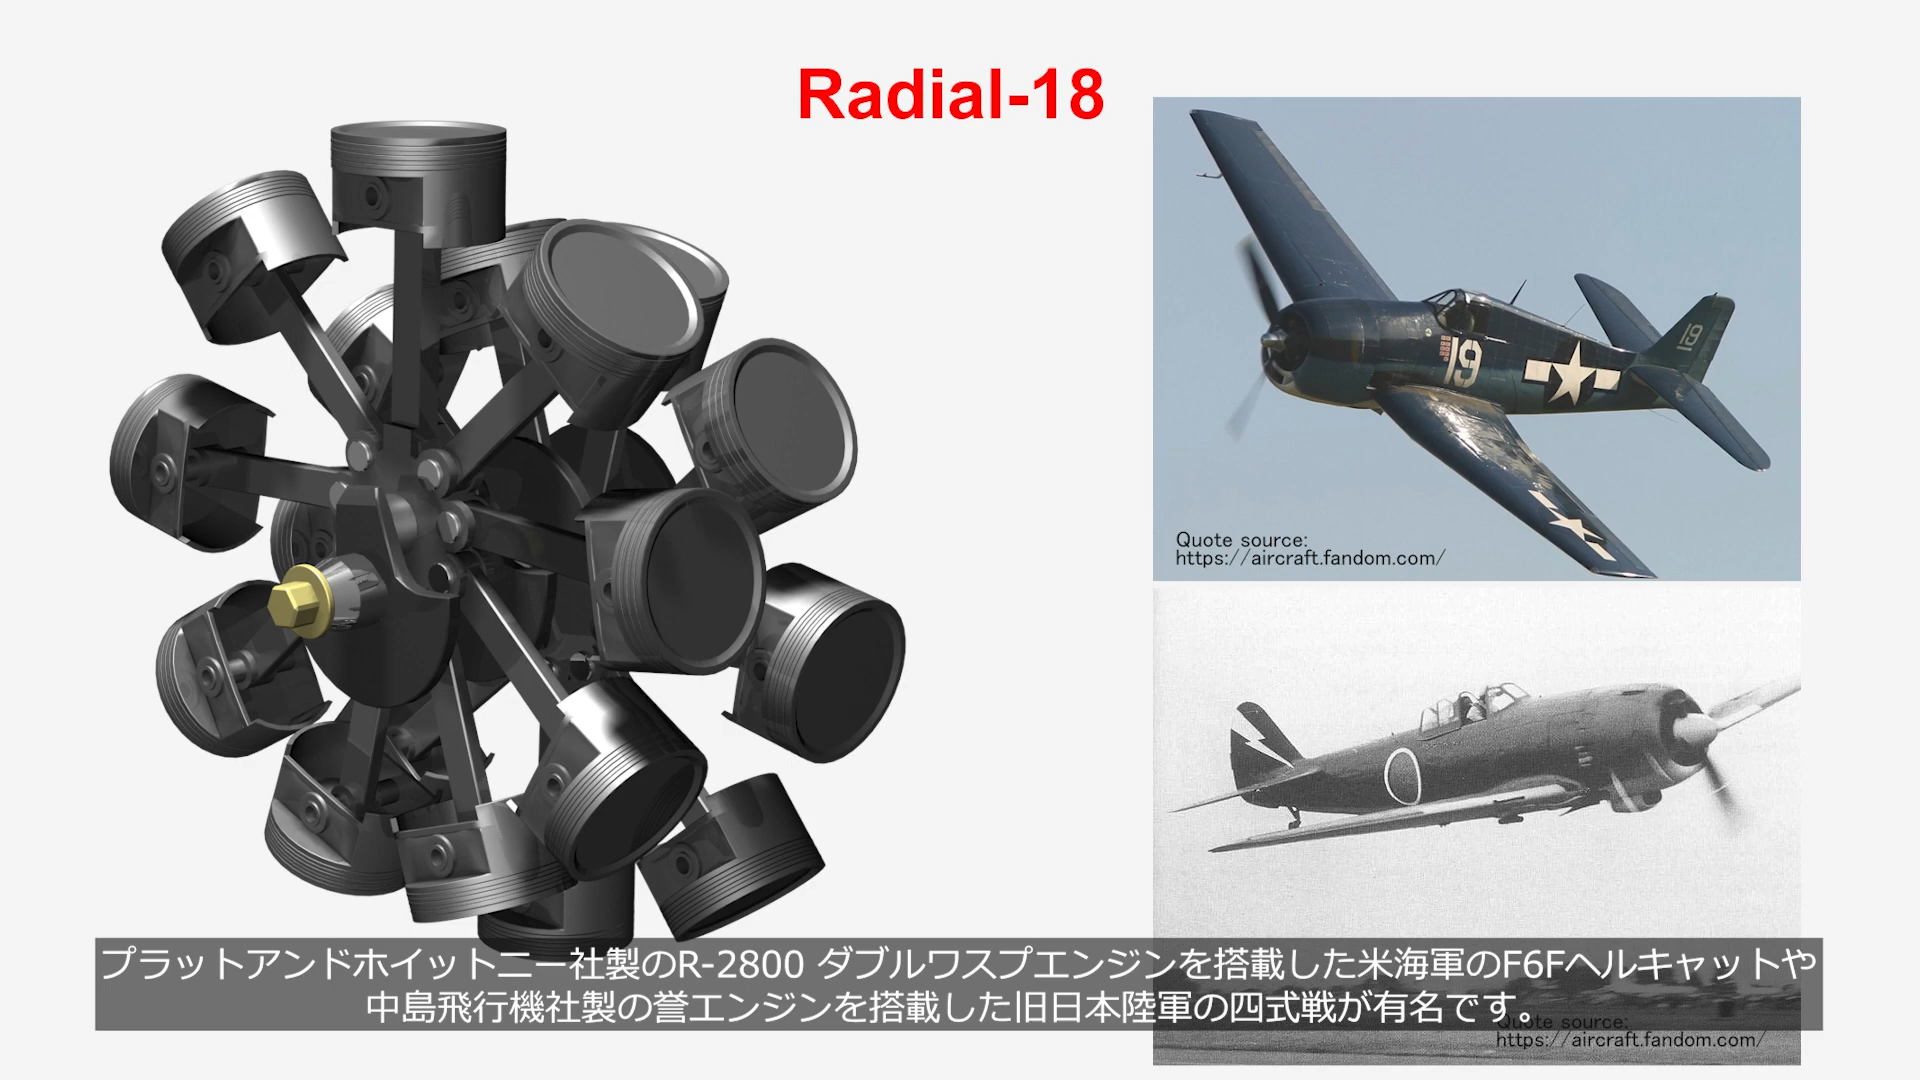 Radial-18
19
19
Quote source:
https://aircraft.fandom.com/
プラットアンドホイットニー社製のR-2800 ダブルワスプエンジンを搭載した米海軍のF6Fヘルキャットや
中島飛行機社製の誉エンジンを搭載した旧日本陸軍の四式戦が有名です。
Quote source:
https://aircraft.fandom.com/